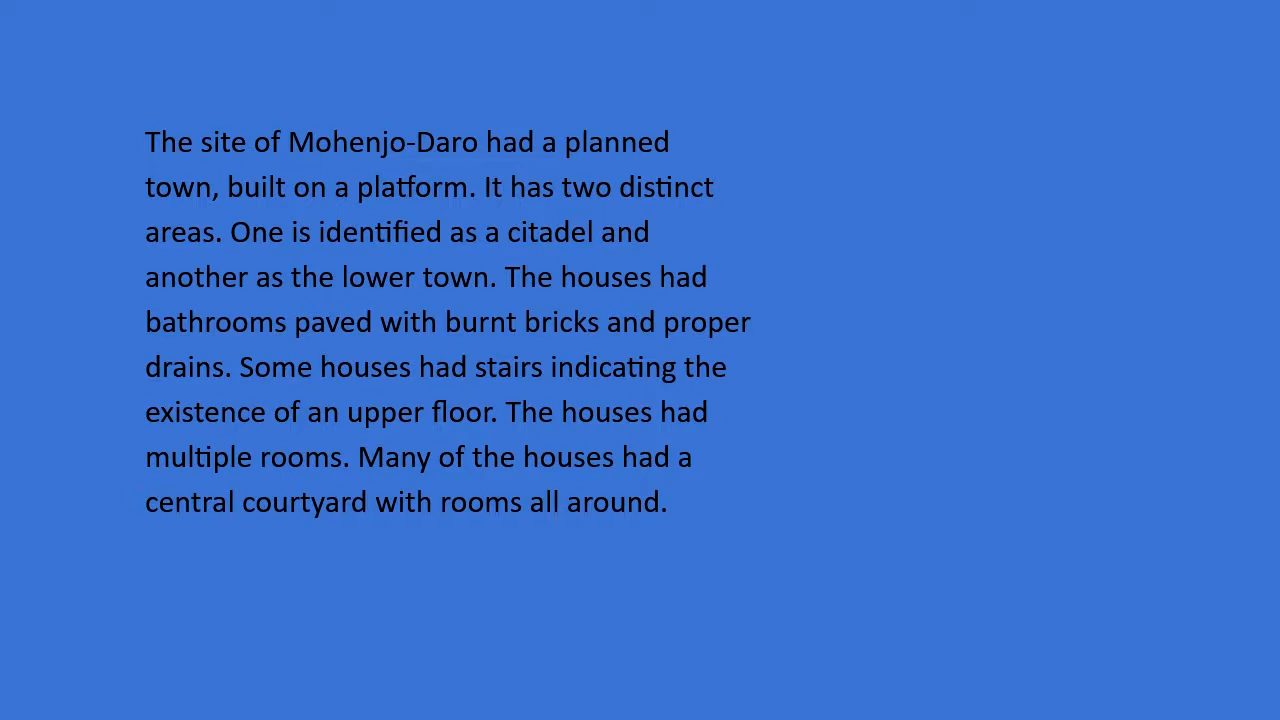 The site of Mohenjo-Daro had a planned
town, built on a platform. It has two distinct
areas. One is identified as a citadel and
another as the lower town. The houses had
bathrooms paved with burnt bricks and proper
drains. Some houses had stairs indicating the
existence of an upper floor. The houses had
multiple rooms. Many of the houses had a
central courtyard with rooms all around.